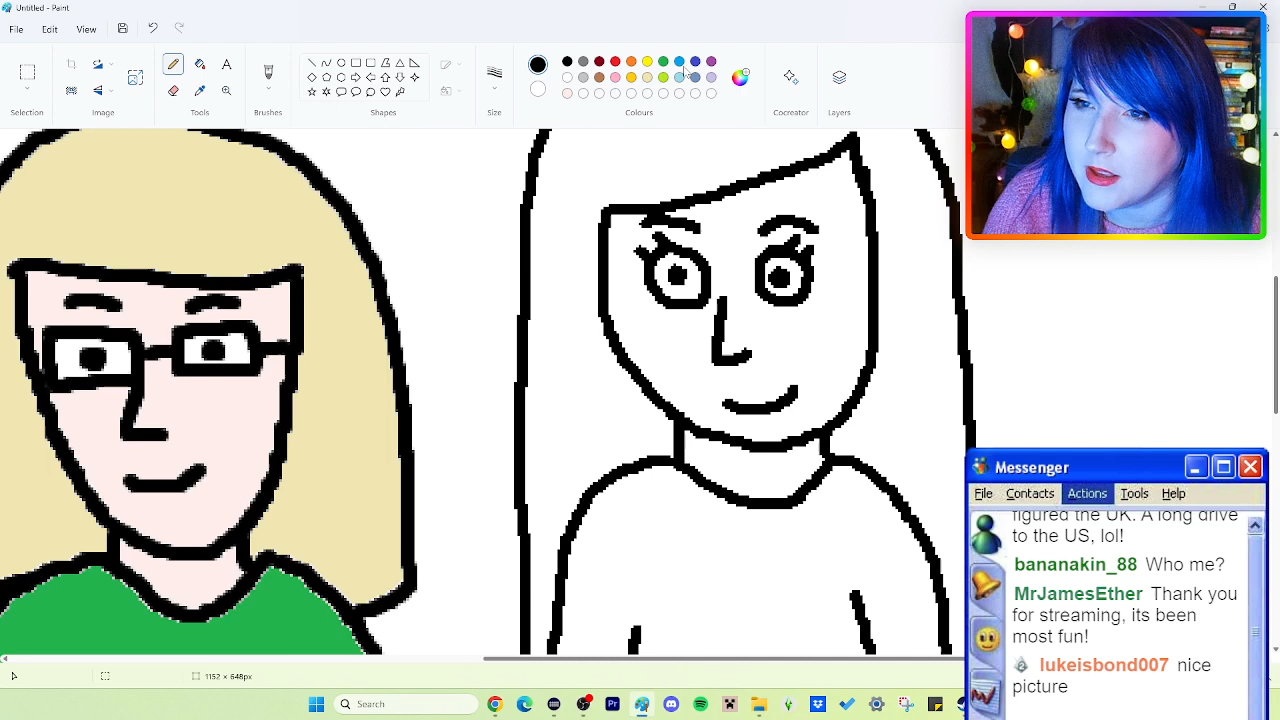 Untitled - Paint
File Edit View
A
Selection Image Tools Brushes Shapes Size Colours Cocreator Layers
Messenger
File Contacts Actions Tools Help
figured the UK. A long drive
to the US, lol!
bananakin_88 Who me?
MrJamesEther Thank you
for streaming, its been
most fun!
lukeisbond007 nice
picture
1152 × 648px
Search
Pr